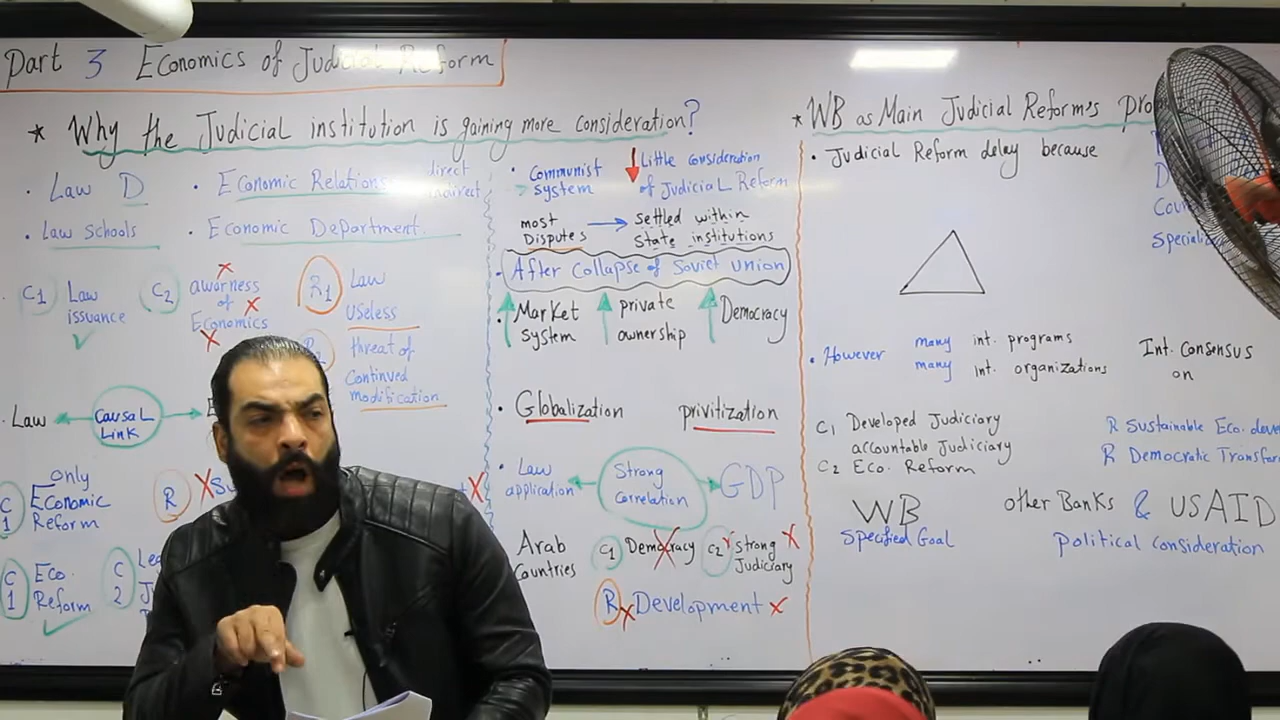 Part 3 Economics of Judicial Reform
* Why the Judicial institution is gaining more consideration?
. Law D
. Economic Relations direct
indirect
. Law schools
. Economic Department.
. C1 Law
issuance
C2 awarness
of
Economics
R1 Law
useless
threat of
Continued
modification
. Law
Causal
Link
only
C1 Economic
Reform
R
C1 Eco.
Reform
C2
. Communist
system
Little consideration
of Judicial Reform
most
Disputes
settled within
State institutions
. After Collapse of Soviet Union
. Market
system
private
ownership
Democracy
. Globalization privitization
. Law
application
Strong
Correlation
GDP
Arab
Countries
C1 Democracy
C2 strong
Judiciary
R Development
* WB as Main Judicial Reform's
. Judicial Reform delay because
. However
many int. programs
many int. organizations
Int. Consensus
on
C1 Developed Judiciary
accountable Judiciary
C2 Eco. Reform
R Sustainable Eco.
R Democratic
WB
Specified Goal
other Banks & USAID
political consideration